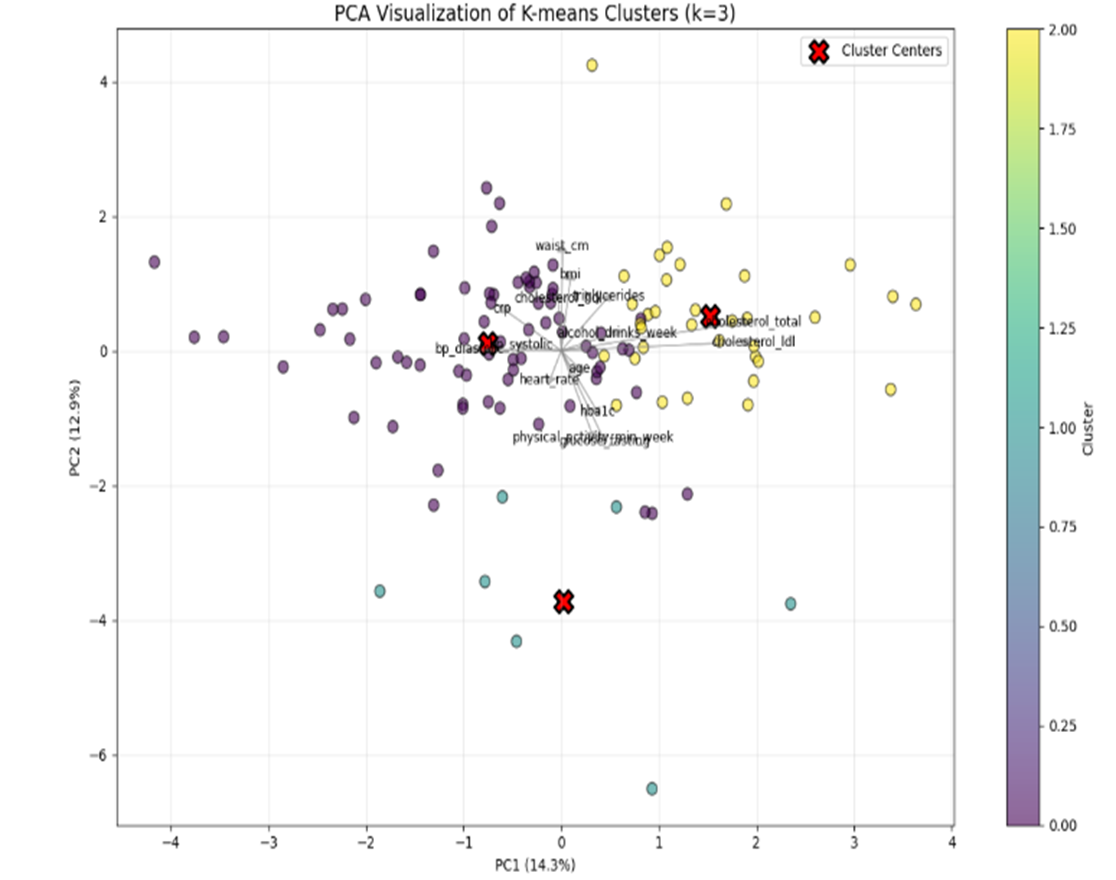 PCA Visualization of K-means Clusters (k=3)
Cluster Centers
4
2
0
−2
−4
−6
PC2 (12.9%)
waist_cm
bmi
triglycerides
crp
cholesterol_total
alcohol_drinks_week
cholesterol_ldl
systolic
age
heart_rate
hba1c
physical_activity_min_week
glucose_fasting
−4 −3 −2 −1 0 1 2 3 4
PC1 (14.3%)
2.00
1.75
1.50
1.25
1.00
0.75
0.50
0.25
0.00
Cluster